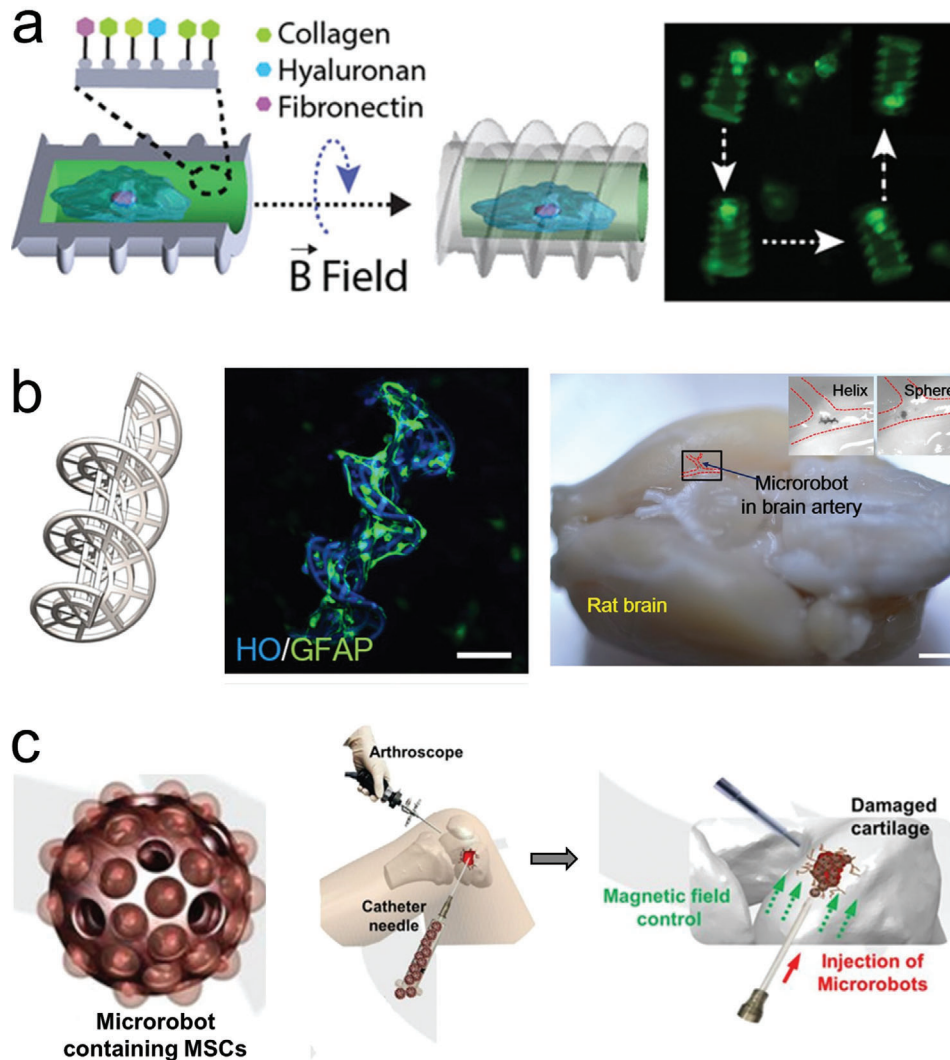 a
Collagen
Hyaluronan
Fibronectin
B Field
b
HO/GFAP
Helix
Sphere
Microrobot
in brain artery
Rat brain
c
Microrobot
containing MSCs
Arthroscope
Catheter
needle
Damaged
cartilage
Magnetic field
control
Injection of
Microrobots